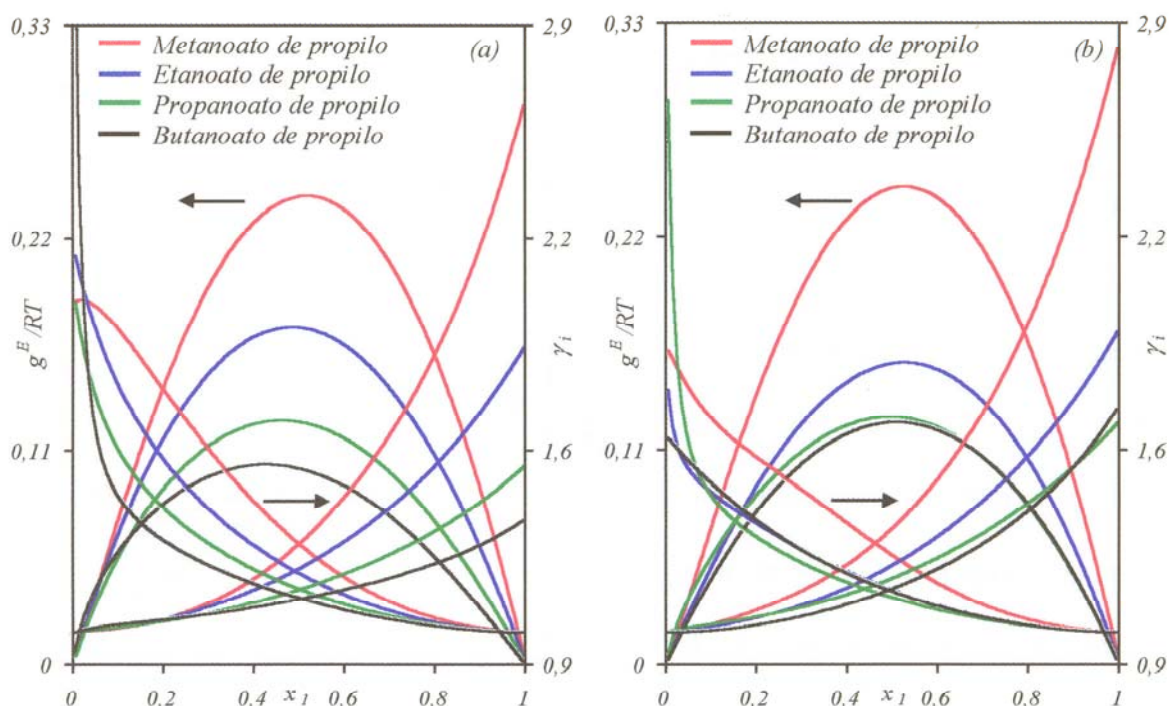 0,33
2,9
Metanoato de propilo
(a)
Etanoato de propilo
Propanoato de propilo
Butanoato de propilo
0,22
2,2
g E /RT
γi
0,11
1,6
0
0,9
0
0,2
0.4
x 1
0.6
0.8
1
0,33
2,9
Metanoato de propilo
(b)
Etanoato de propilo
Propanoato de propilo
Butanoato de propilo
0,22
2,2
g E /RT
γi
0,11
1,6
0
0,9
0
0,2
0.4
x 1
0.6
0.8
1